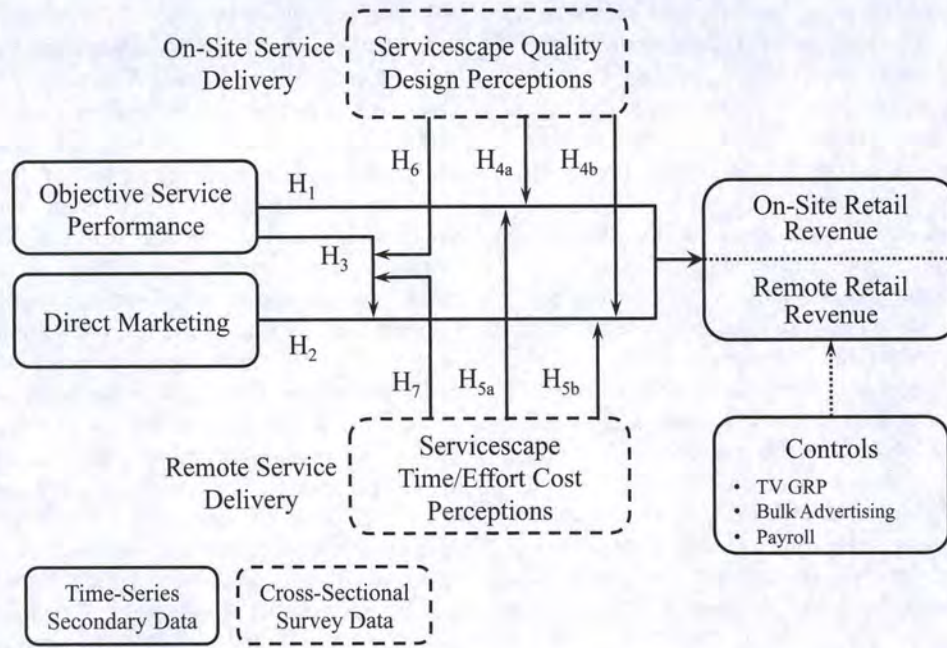 On-Site Service
Delivery
Servicescape Quality
Design Perceptions
H6
H4a
H4b
Objective Service
Performance
H1
H3
Direct Marketing
H2
On-Site Retail
Revenue
Remote Retail
Revenue
H7
H5a
H5b
Remote Service
Delivery
Servicescape
Time/Effort Cost
Perceptions
Controls
• TV GRP
• Bulk Advertising
• Payroll
Time-Series
Secondary Data
Cross-Sectional
Survey Data